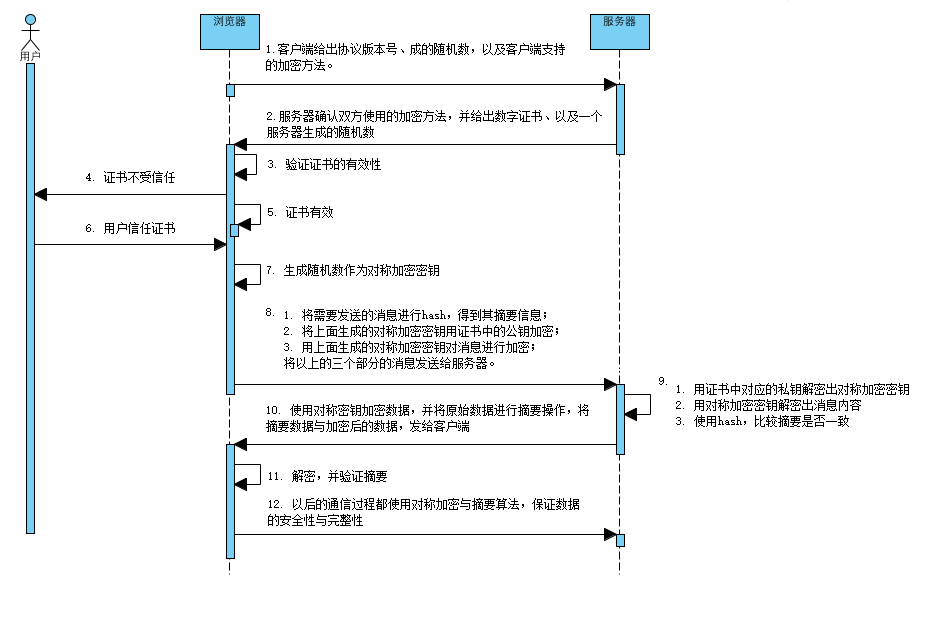 浏览器
服务器
用户
1.客户端给出协议版本号、成的随机数，以及客户端支持
的加密方法。
2.服务器确认双方使用的加密方法，并给出数字证书、以及一个
服务器生成的随机数
3. 验证证书的有效性
4. 证书不受信任
5. 证书有效
6. 用户信任证书
7. 生成随机数作为对称加密密钥
8. 1. 将需要发送的消息进行hash，得到其摘要信息；
2. 将上面生成的对称加密密钥用证书中的公钥加密；
3. 用上面生成的对称加密密钥对消息进行加密；
将以上的三个部分的消息发送给服务器。
9. 1. 用证书中对应的私钥解密出对称加密密钥
2. 用对称加密密钥解密出消息内容
3. 使用hash，比较摘要是否一致
10. 使用对称密钥加密数据，并将原始数据进行摘要操作，将
摘要数据与加密后的数据，发给客户端
11. 解密，并验证摘要
12. 以后的通信过程都使用对称加密与摘要算法，保证数据
的安全性与完整性